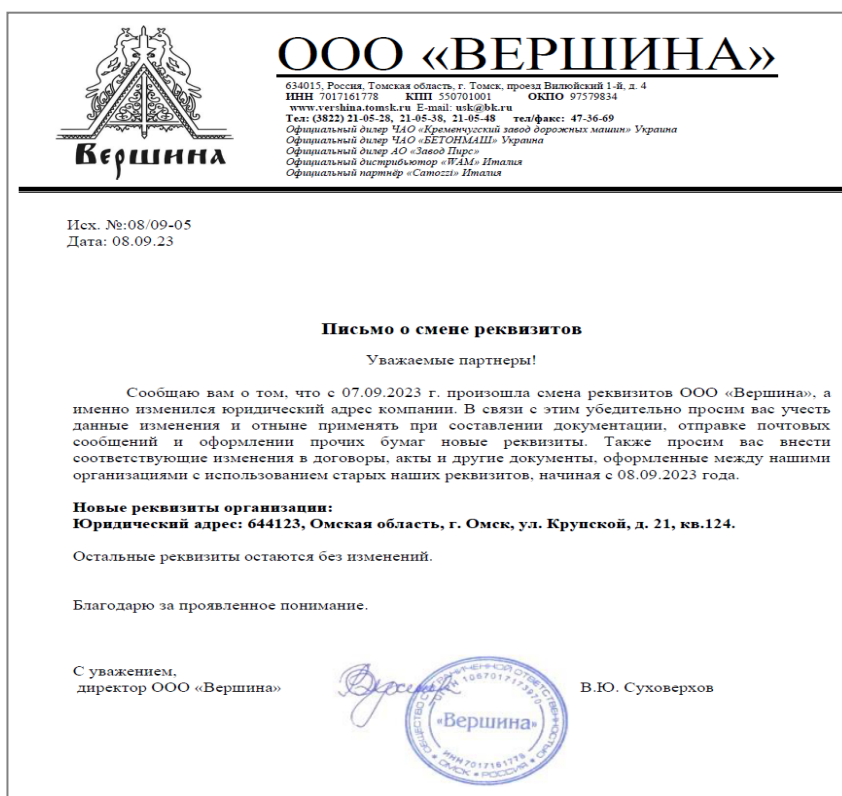 ООО «ВЕРШИНА»
634015, Россия, Томская область, г. Томск, проезд Вилюйский 1-й, д. 4
ИНН 7017161778 КПП 550701001 ОКПО 97579834
www.vershina.tomsk.ru E-mail: usk@bk.ru
Тел: (3822) 21-05-28, 21-05-38, 21-05-48 тел/факс: 47-36-69
Официальный дилер ЧАО «Кременчугский завод дорожных машин» Украина
Официальный дилер ЧАО «БЕТОНМАШ» Украина
Официальный дилер АО «Завод Пирс»
Официальный дистрибьютор «WAM» Италия
Официальный партнёр «Camozzi» Италия
Вершина
Исх. №:08/09-05
Дата: 08.09.23
Письмо о смене реквизитов
Уважаемые партнеры!
Сообщаю вам о том, что с 07.09.2023 г. произошла смена реквизитов ООО «Вершина», а
именно изменился юридический адрес компании. В связи с этим убедительно просим вас учесть
данные изменения и отныне применять при составлении документации, отправке почтовых
сообщений и оформлении прочих бумаг новые реквизиты. Также просим вас внести
соответствующие изменения в договоры, акты и другие документы, оформленные между нашими
организациями с использованием старых наших реквизитов, начиная с 08.09.2023 года.
Новые реквизиты организации:
Юридический адрес: 644123, Омская область, г. Омск, ул. Крупской, д. 21, кв.124.
Остальные реквизиты остаются без изменений.
Благодарю за проявленное понимание.
С уважением,
директор ООО «Вершина» В.Ю. Суховерхов
ОБЩЕСТВО С ОГРАНИЧЕННОЙ ОТВЕТСТВЕННОСТЬЮ
ОГРН 1067017173970
«Вершина»
ИНН 7017161778
ОМСК * РОССИЯ